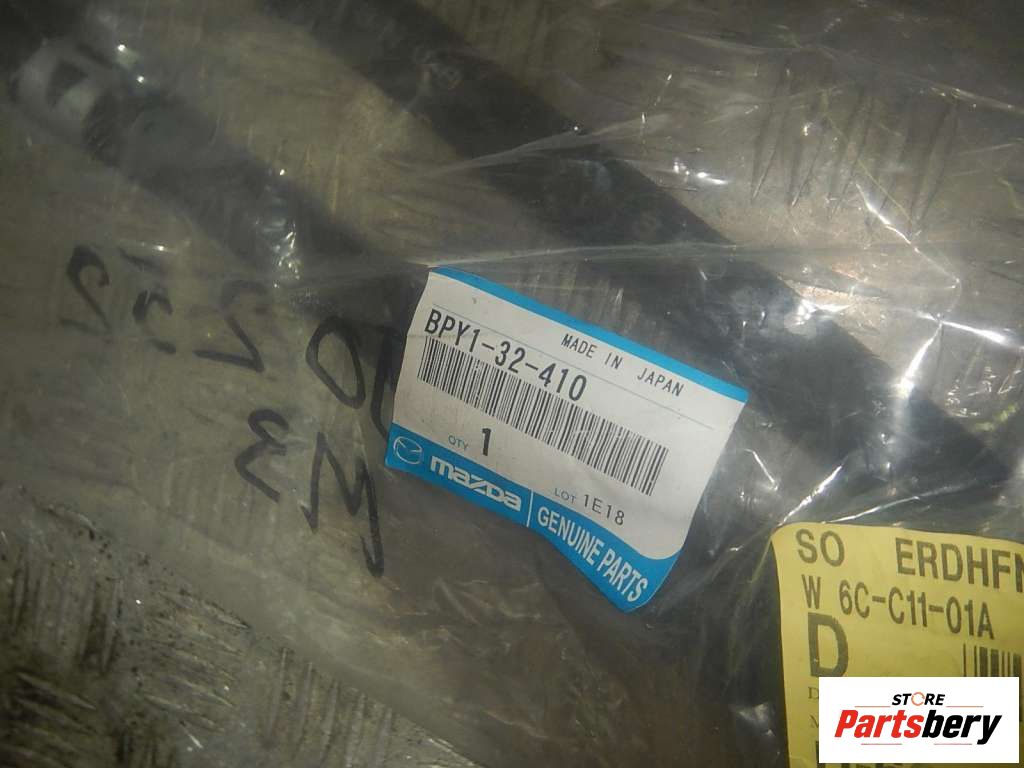 MADE IN JAPAN
BPY1-32-410
QTY 1
LOT 1E18
mazda GENUINE PARTS
M3
SO ERDHFN
W 6C-C11-01A
D
STORE
Partsbery